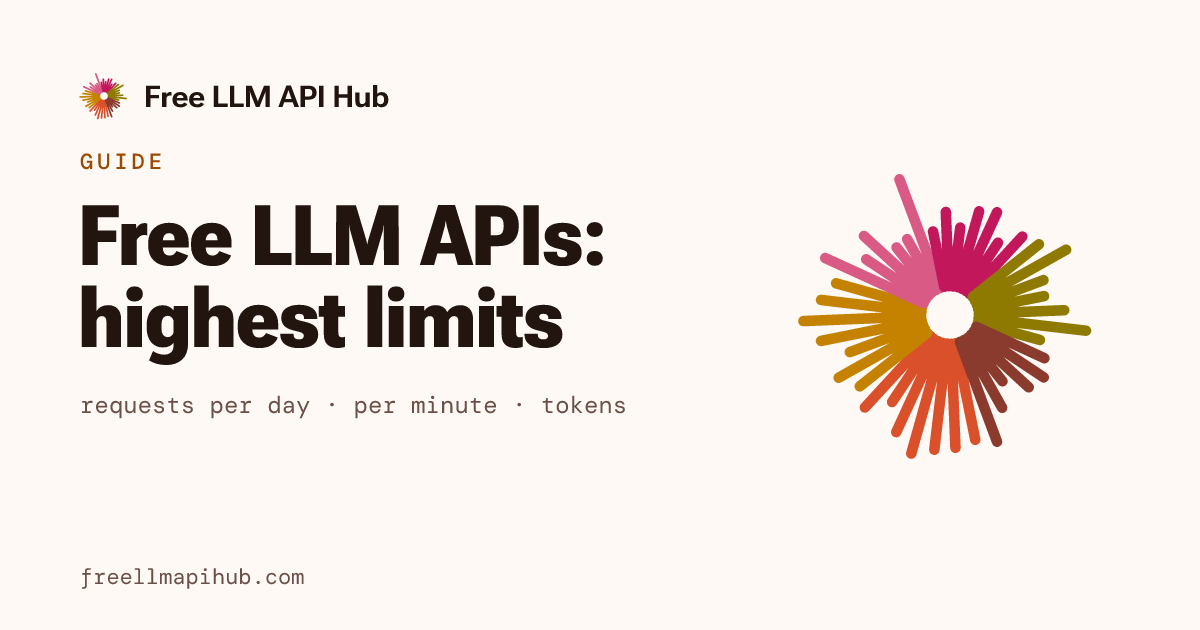 Free LLM API Hub
GUIDE
Free LLM APIs:
highest limits
requests per day · per minute · tokens
freellmapihub.com